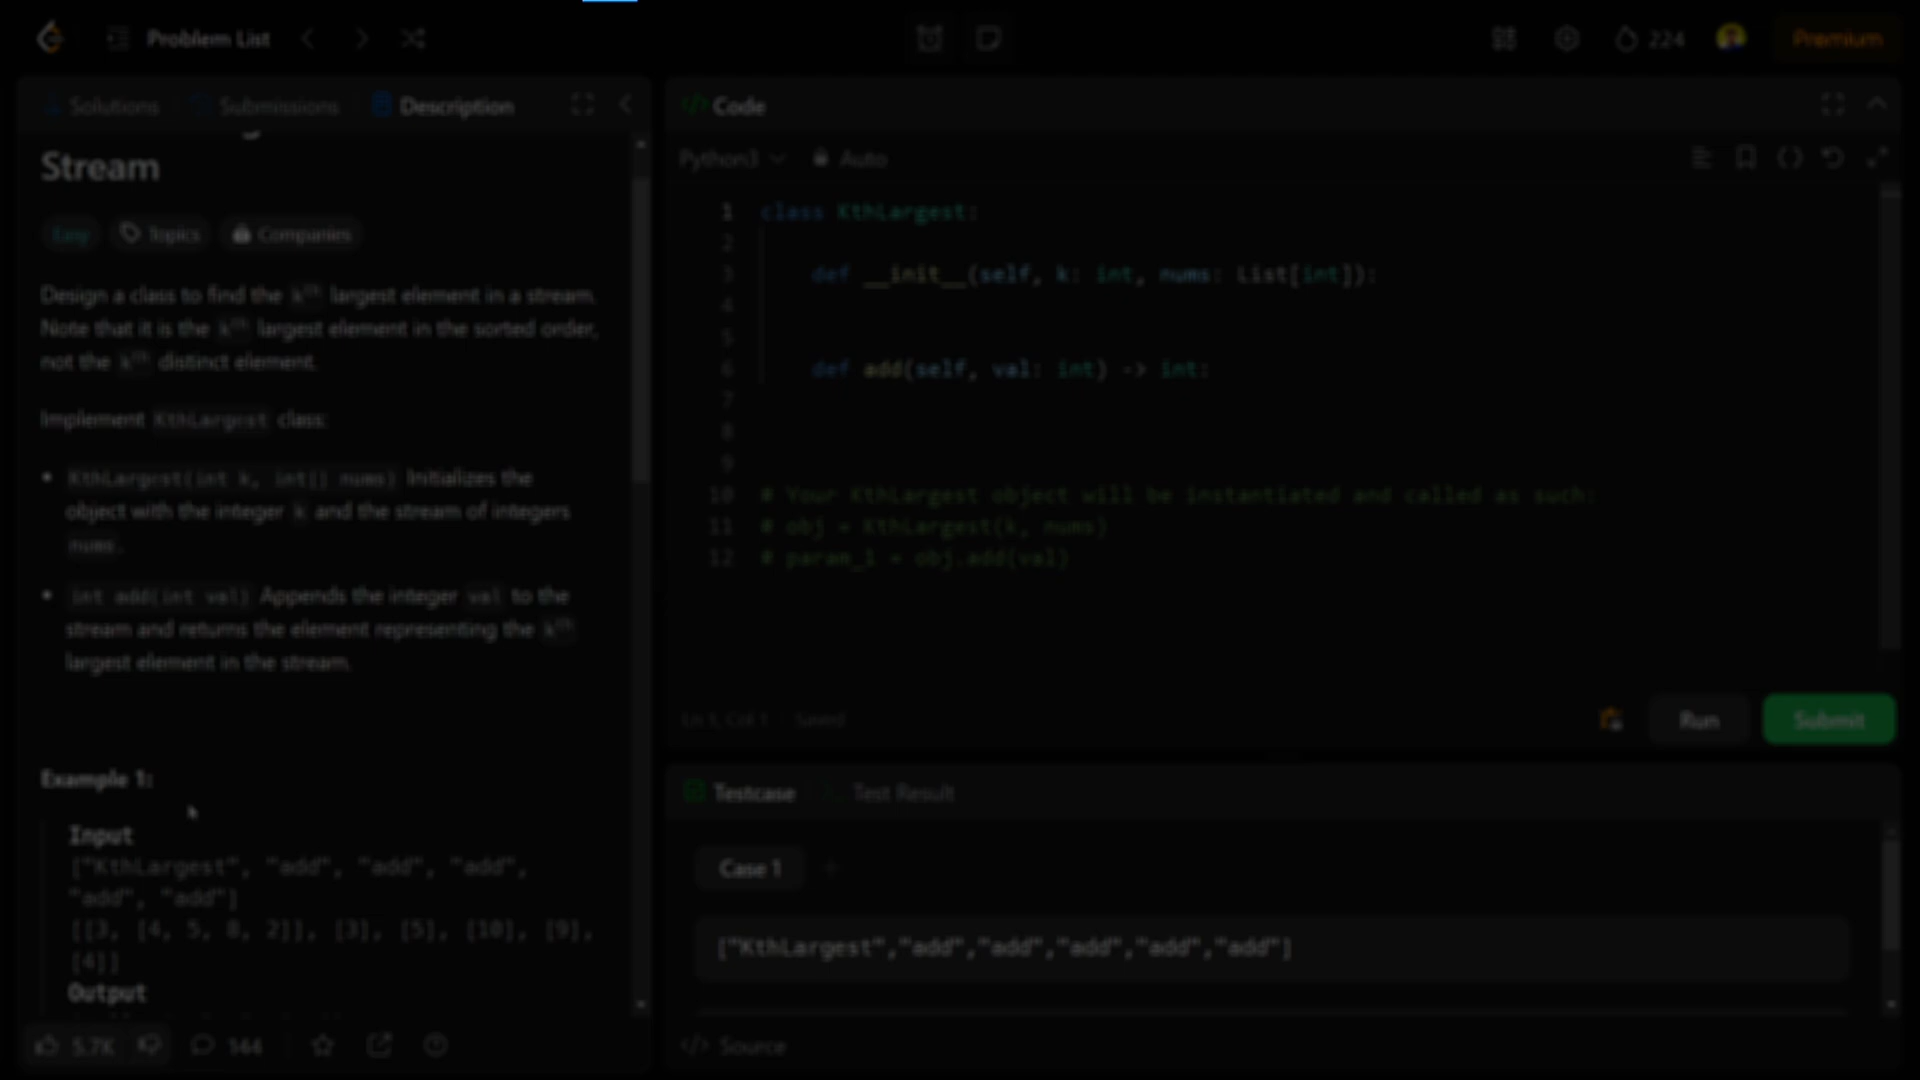 Problem List
224
Premium
Solutions
Submissions
Description
Stream
Easy
Topics
Companies
Design a class to find the kth largest element in a stream.
Note that it is the kth largest element in the sorted order,
not the kth distinct element.
Implement KthLargest class:
KthLargest(int k, int[] nums) Initializes the
object with the integer k and the stream of integers
nums.
int add(int val) Appends the integer val to the
stream and returns the element representing the kth
largest element in the stream.
Example 1:
Input
["KthLargest", "add", "add", "add",
"add", "add"]
[[3, [4, 5, 8, 2]], [3], [5], [10], [9],
[4]]
Output
5.7K
144
Code
Python3
Auto
1 class KthLargest:
2
3 def __init__(self, k: int, nums: List[int]):
4
5
6 def add(self, val: int) -> int:
7
8
9
10 # Your KthLargest object will be instantiated and called as such:
11 # obj = KthLargest(k, nums)
12 # param_1 = obj.add(val)
Saved
Run
Submit
Testcase
Test Result
Case 1
["KthLargest","add","add","add","add","add"]
</> Source